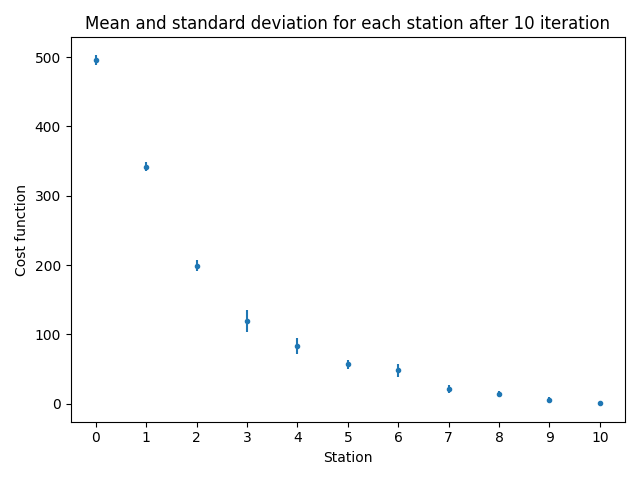 Mean and standard deviation for each station after 10 iteration
500
400
300
200
100
0
Cost function
0 1 2 3 4 5 6 7 8 9 10
Station